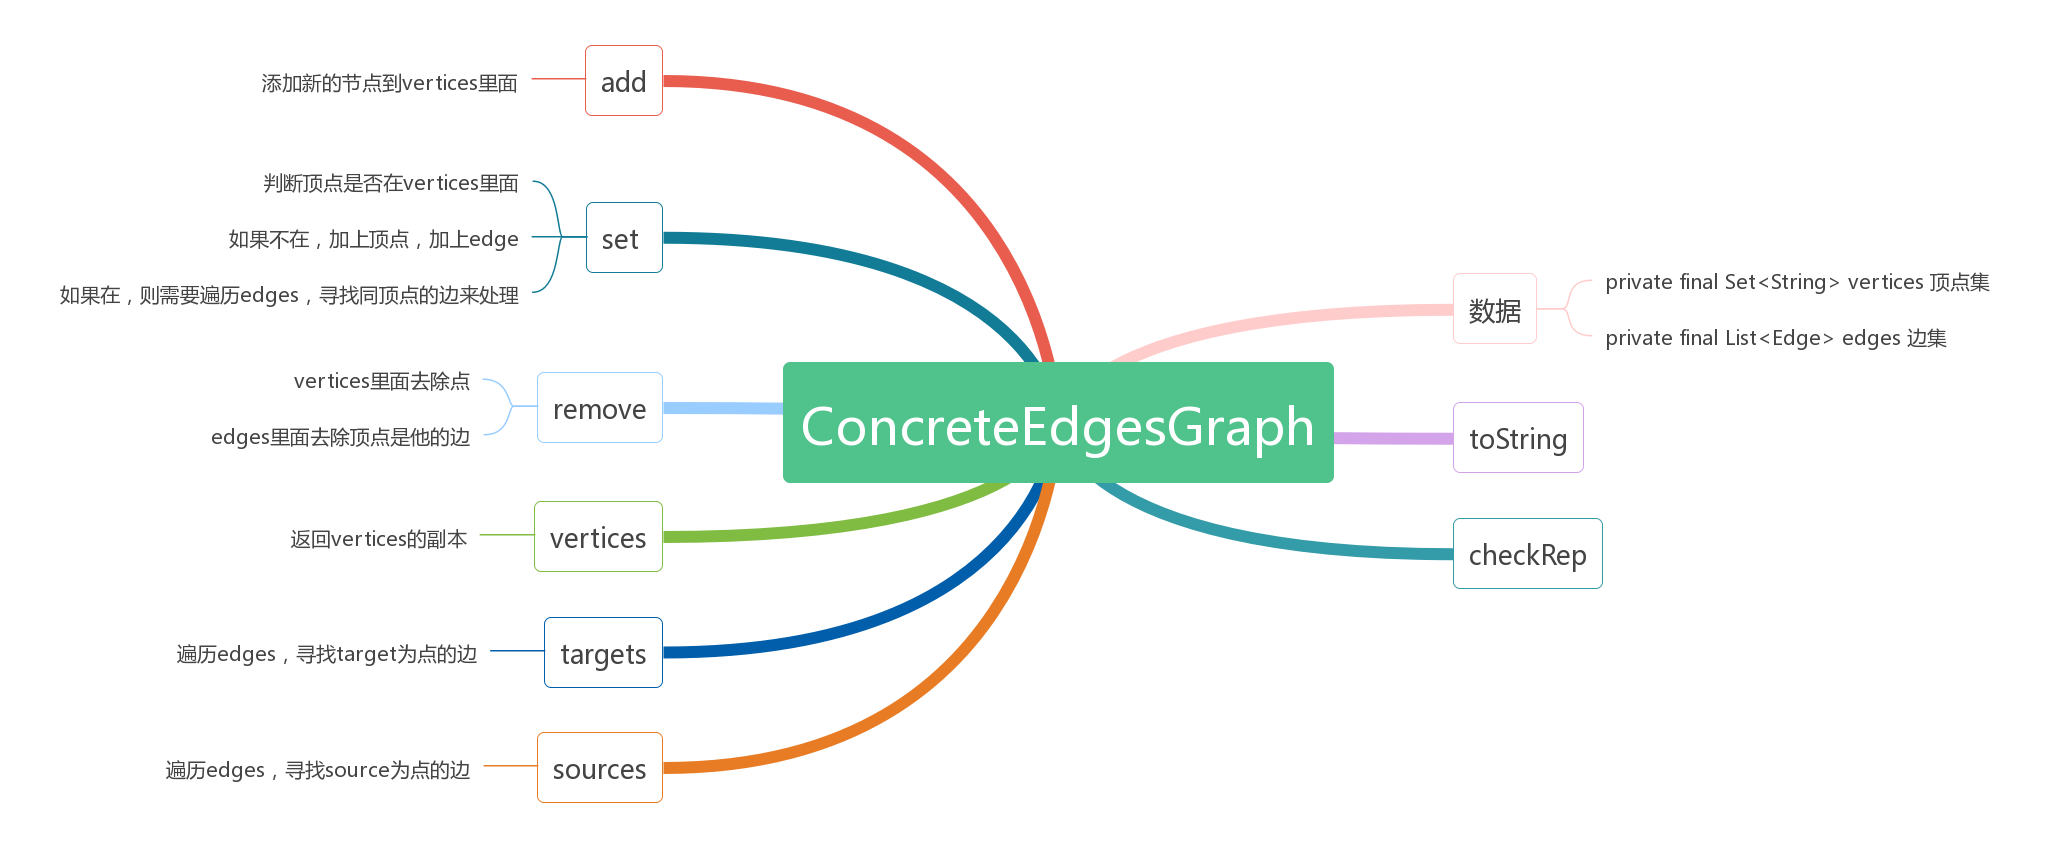 ConcreteEdgesGraph
add
添加新的节点到vertices里面
set
判断顶点是否在vertices里面
如果不在，加上顶点，加上edge
如果在，则需要遍历edges，寻找同顶点的边来处理
remove
vertices里面去除点
edges里面去除顶点是他的边
vertices
返回vertices的副本
targets
遍历edges，寻找target为点的边
sources
遍历edges，寻找source为点的边
数据
private final Set<String> vertices 顶点集
private final List<Edge> edges 边集
toString
checkRep